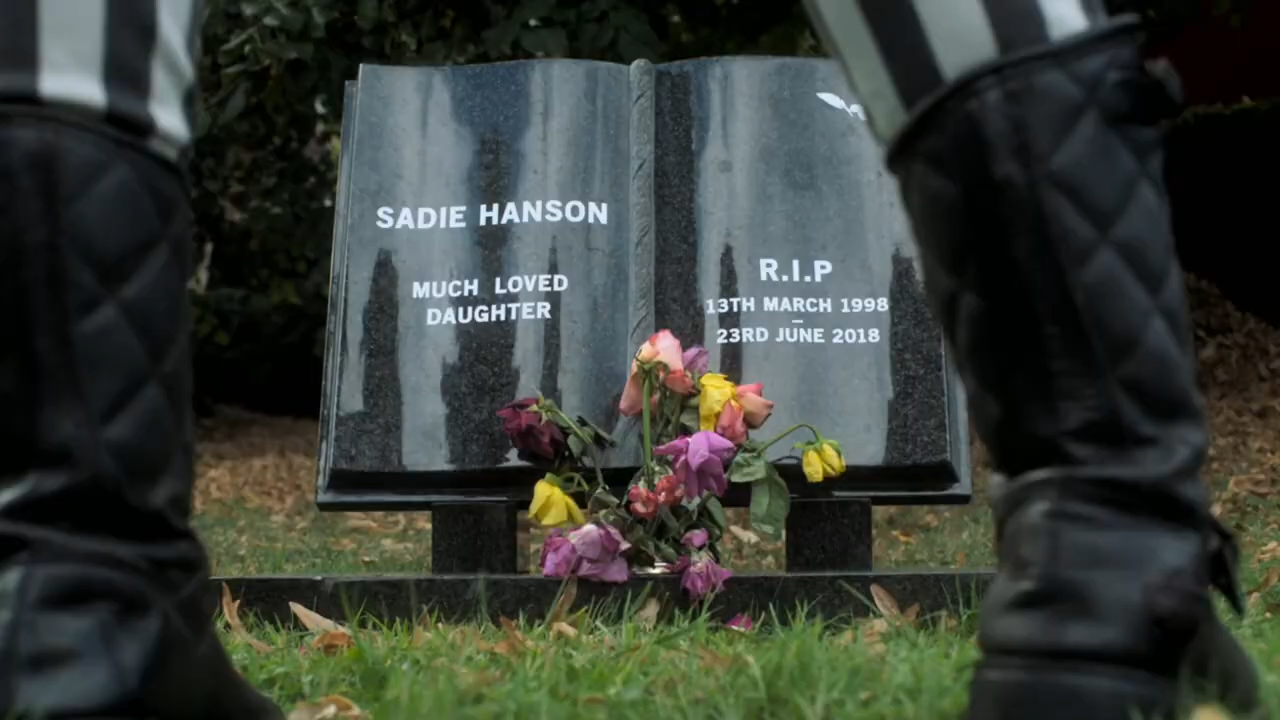 SADIE HANSON
MUCH LOVED
DAUGHTER
R.I.P
13TH MARCH 1998
–
23RD JUNE 2018